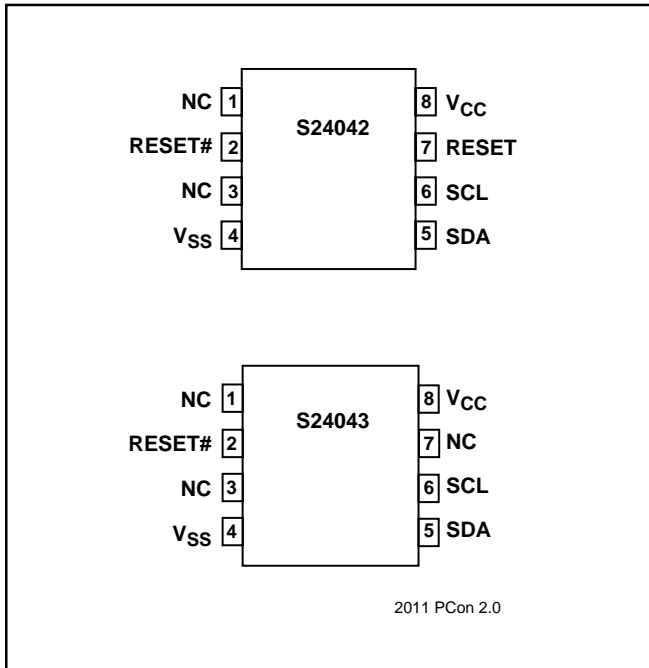 S24042
NC 1
RESET# 2
NC 3
VSS 4
8 VCC
7 RESET
6 SCL
5 SDA
S24043
NC 1
RESET# 2
NC 3
VSS 4
8 VCC
7 NC
6 SCL
5 SDA
2011 PCon 2.0